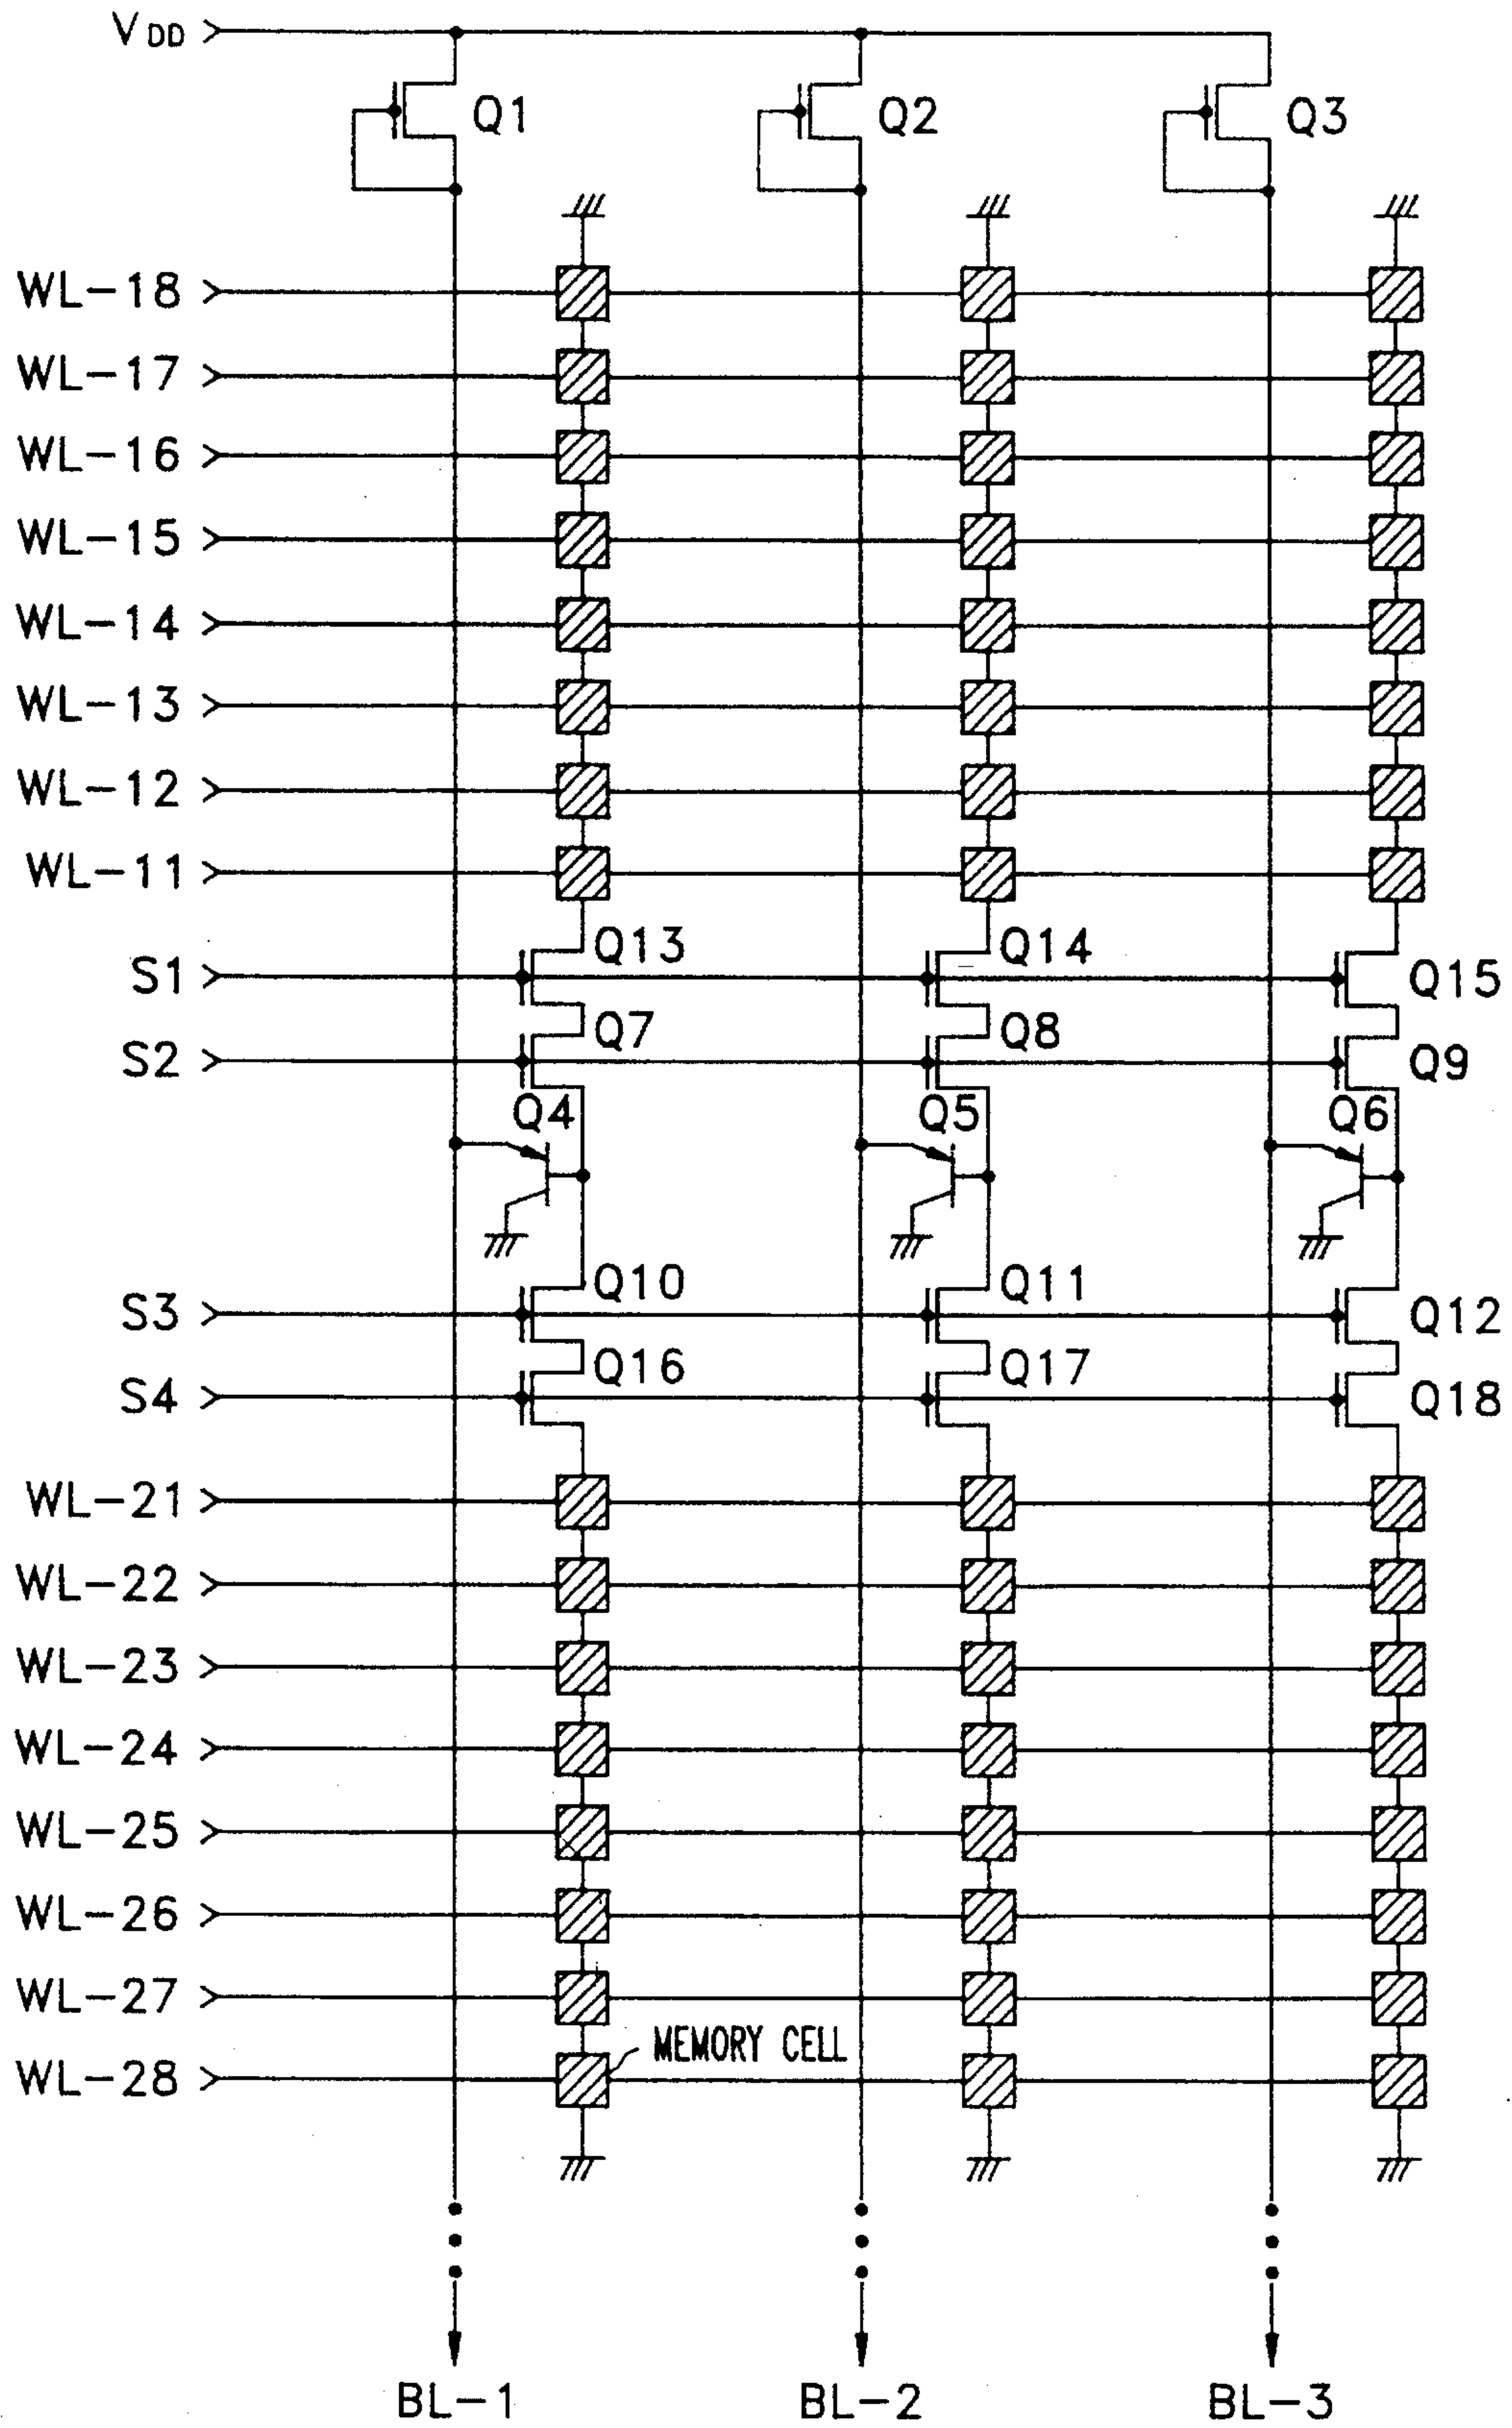 VDD
Q1 Q2 Q3
WL-18
WL-17
WL-16
WL-15
WL-14
WL-13
WL-12
WL-11
Q13 Q14
S1 Q15
Q7 Q8
S2 Q9
Q4 Q5 Q6
Q10 Q11
S3 Q12
Q16 Q17
S4 Q18
WL-21
WL-22
WL-23
WL-24
WL-25
WL-26
WL-27
MEMORY CELL
WL-28
BL-1 BL-2 BL-3